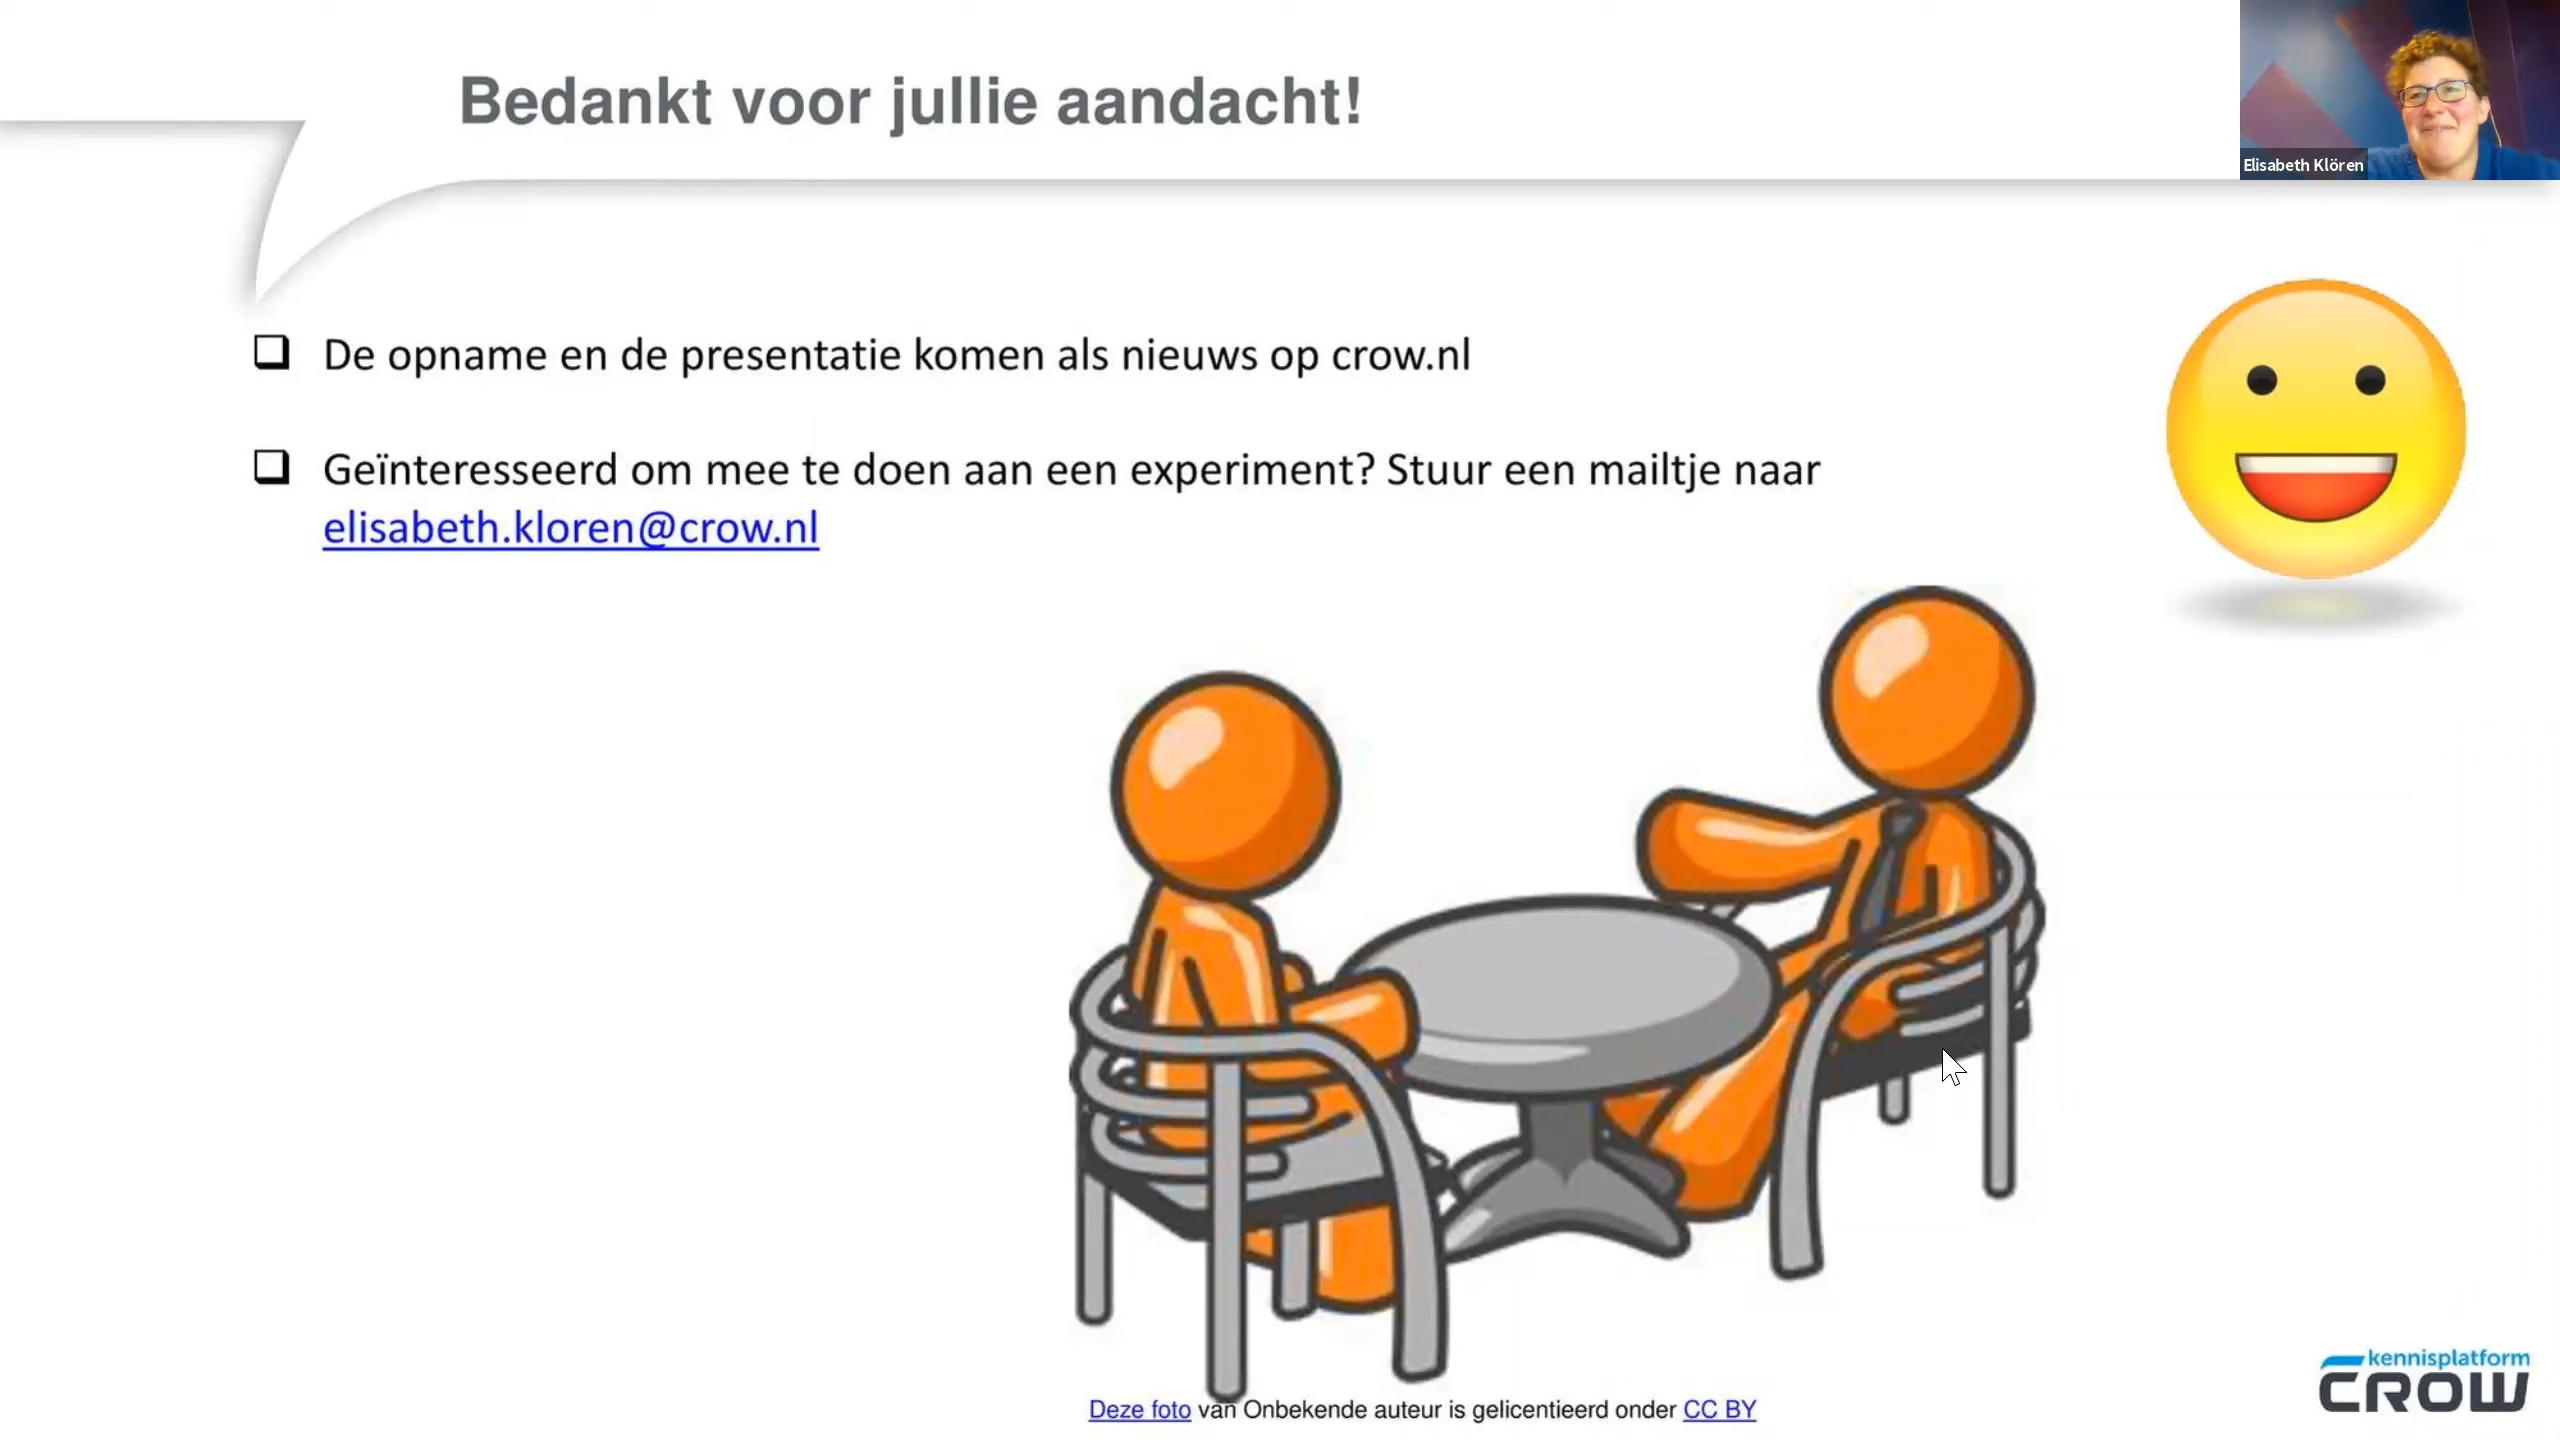 Bedankt voor jullie aandacht!
Elisabeth Klören
De opname en de presentatie komen als nieuws op crow.nl
Geïnteresseerd om mee te doen aan een experiment? Stuur een mailtje naar
elisabeth.kloren@crow.nl
Deze foto van Onbekende auteur is gelicentieerd onder CC BY
kennisplatform
CROW